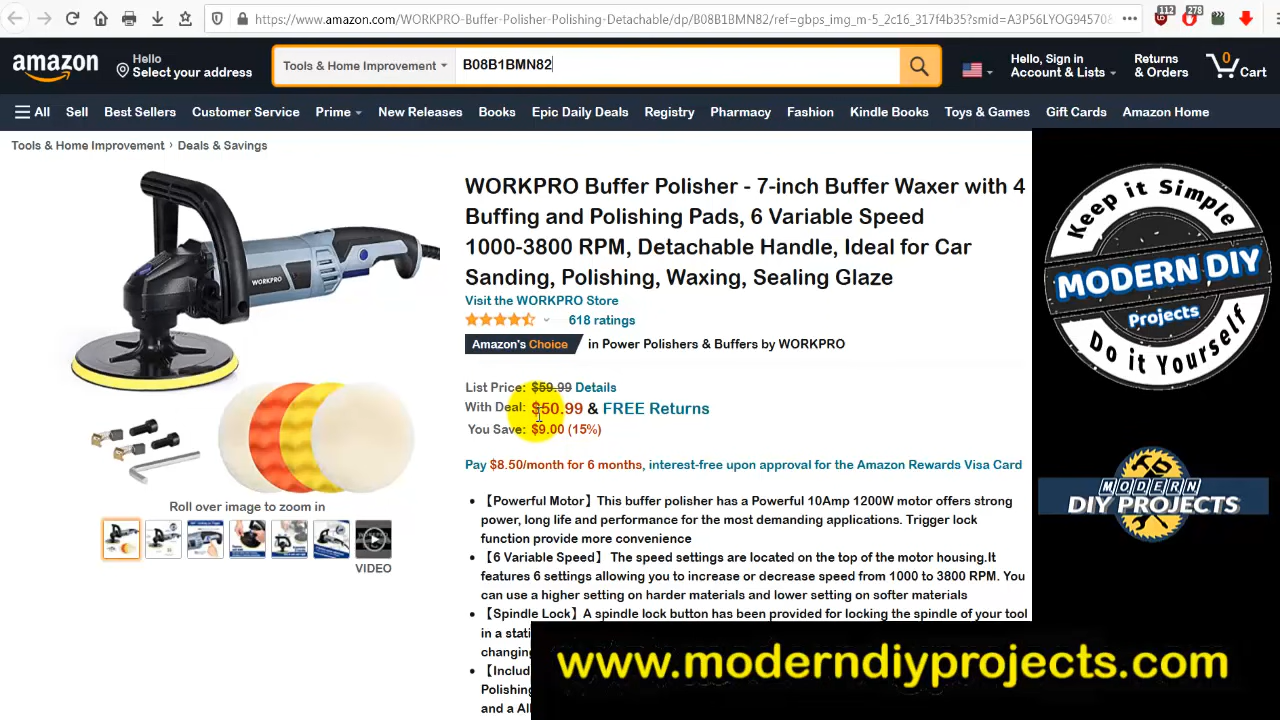 https://www.amazon.com/WORKPRO-Buffer-Polisher-Polishing-Detachable/dp/B08B1BMN82/ref=gbps_img_m-5_2c16_317f4b35?smid=A3P56LYOG94570
112
278
amazon
Hello
Select your address
Tools & Home Improvement
B08B1BMN82
Hello, Sign in
Account & Lists
Returns
& Orders
0
Cart
All
Sell
Best Sellers
Customer Service
Prime
New Releases
Books
Epic Daily Deals
Registry
Pharmacy
Fashion
Kindle Books
Toys & Games
Gift Cards
Amazon Home
Tools & Home Improvement › Deals & Savings
WORKPRO
Roll over image to zoom in
VIDEO
WORKPRO Buffer Polisher - 7-inch Buffer Waxer with 4
Buffing and Polishing Pads, 6 Variable Speed
1000-3800 RPM, Detachable Handle, Ideal for Car
Sanding, Polishing, Waxing, Sealing Glaze
Visit the WORKPRO Store
618 ratings
Amazon's Choice in Power Polishers & Buffers by WORKPRO
List Price: $59.99 Details
With Deal: $50.99 & FREE Returns
You Save: $9.00 (15%)
Pay $8.50/month for 6 months, interest-free upon approval for the Amazon Rewards Visa Card
• 【Powerful Motor】This buffer polisher has a Powerful 10Amp 1200W motor offers strong
power, long life and performance for the most demanding applications. Trigger lock
function provide more convenience
• 【6 Variable Speed】 The speed settings are located on the top of the motor housing.It
features 6 settings allowing you to increase or decrease speed from 1000 to 3800 RPM. You
can use a higher setting on harder materials and lower setting on softer materials
• 【Spindle Lock】A spindle lock button has been provided for locking the spindle of your tool
in a stati
changing
• 【Includ
Polishing
and a All
Keep it Simple
MODERN DIY
Projects
Do it Yourself
MODERN
DIY PROJECTS
www.moderndiyprojects.com